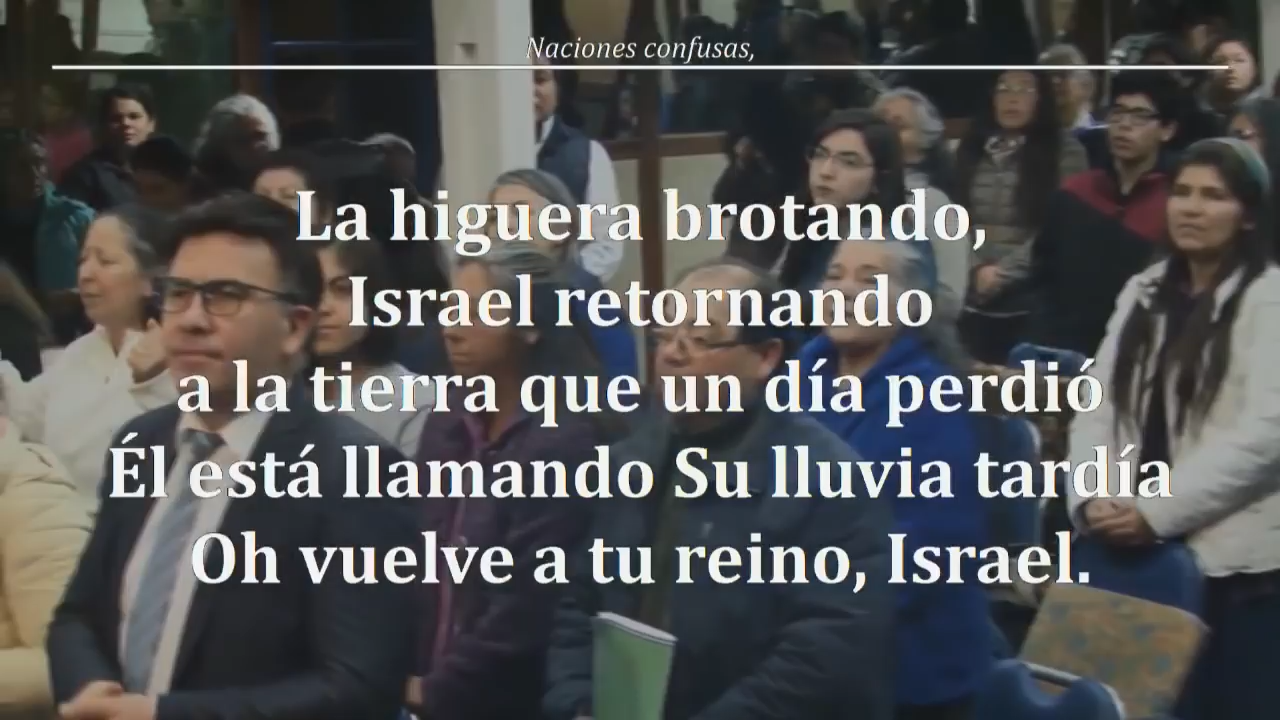 Naciones confusas,
La higuera brotando,
Israel retornando
a la tierra que un día perdió
Él está llamando Su lluvia tardía
Oh vuelve a tu reino, Israel.